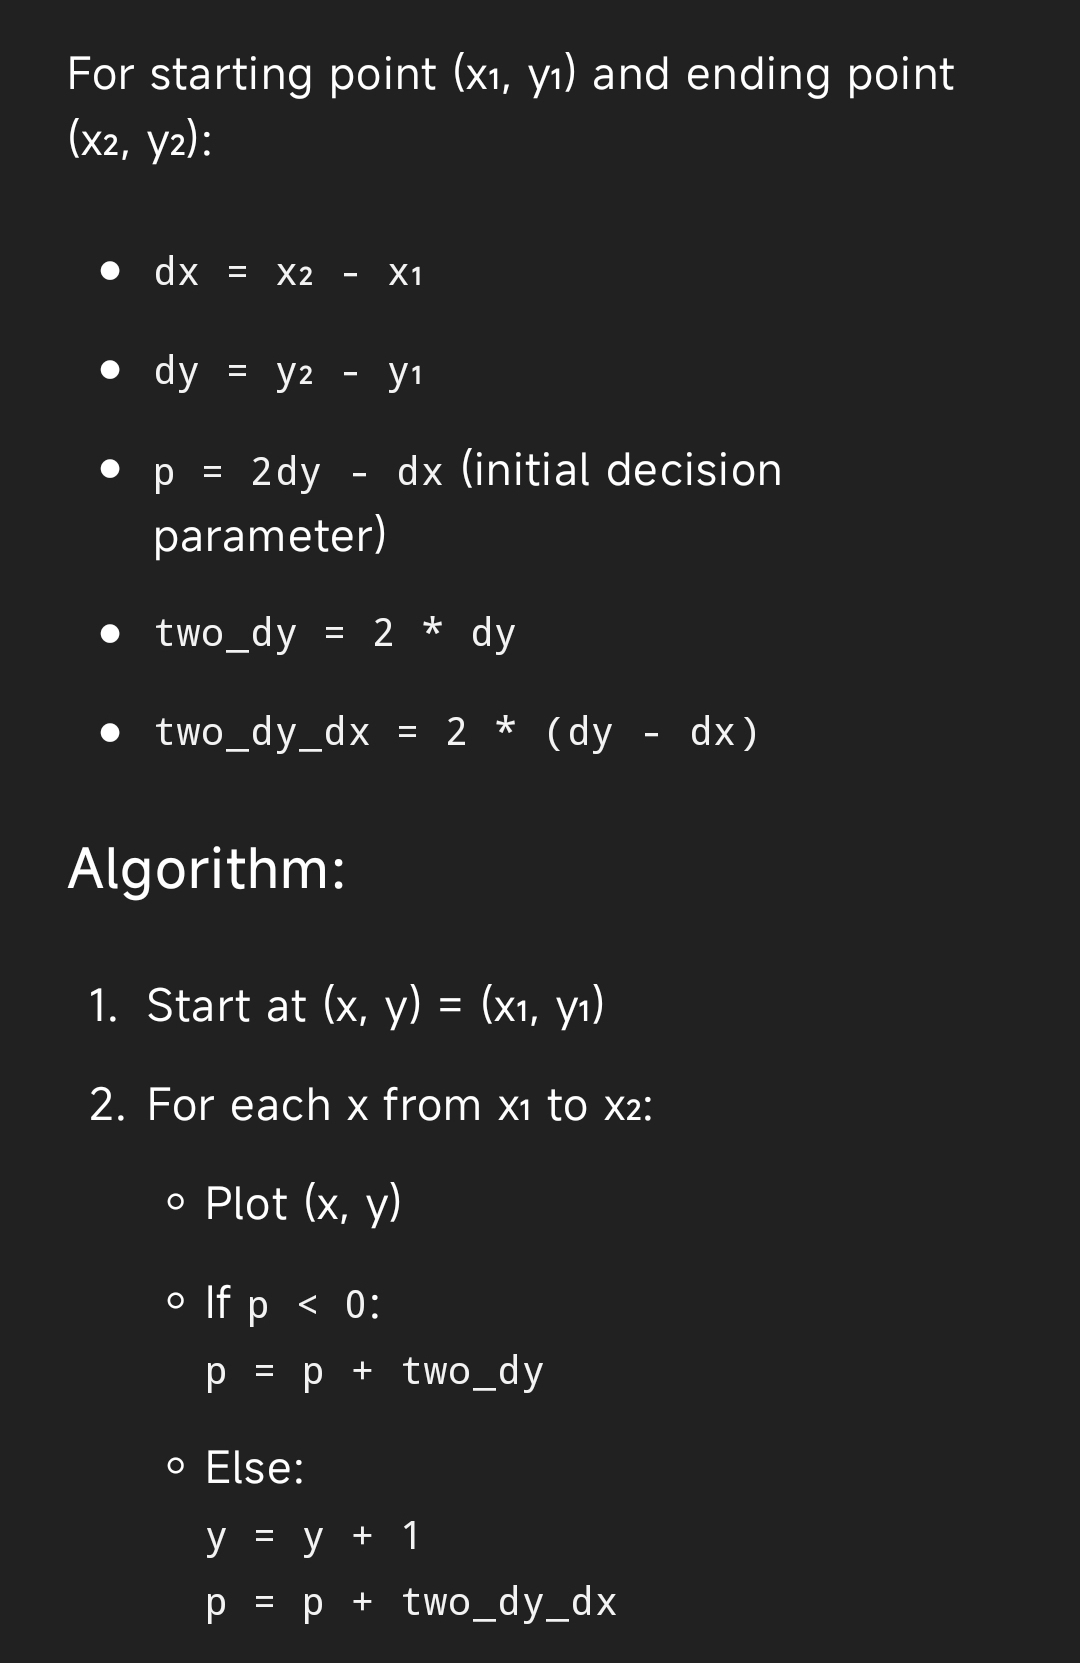 For starting point (x₁, y₁) and ending point
(x₂, y₂):
● dx = x₂ - x₁
● dy = y₂ - y₁
● p = 2dy - dx (initial decision
parameter)
● two_dy = 2 * dy
● two_dy_dx = 2 * (dy - dx)
Algorithm:
1. Start at (x, y) = (x₁, y₁)
2. For each x from x₁ to x₂:
○ Plot (x, y)
○ If p < 0:
p = p + two_dy
○ Else:
y = y + 1
p = p + two_dy_dx